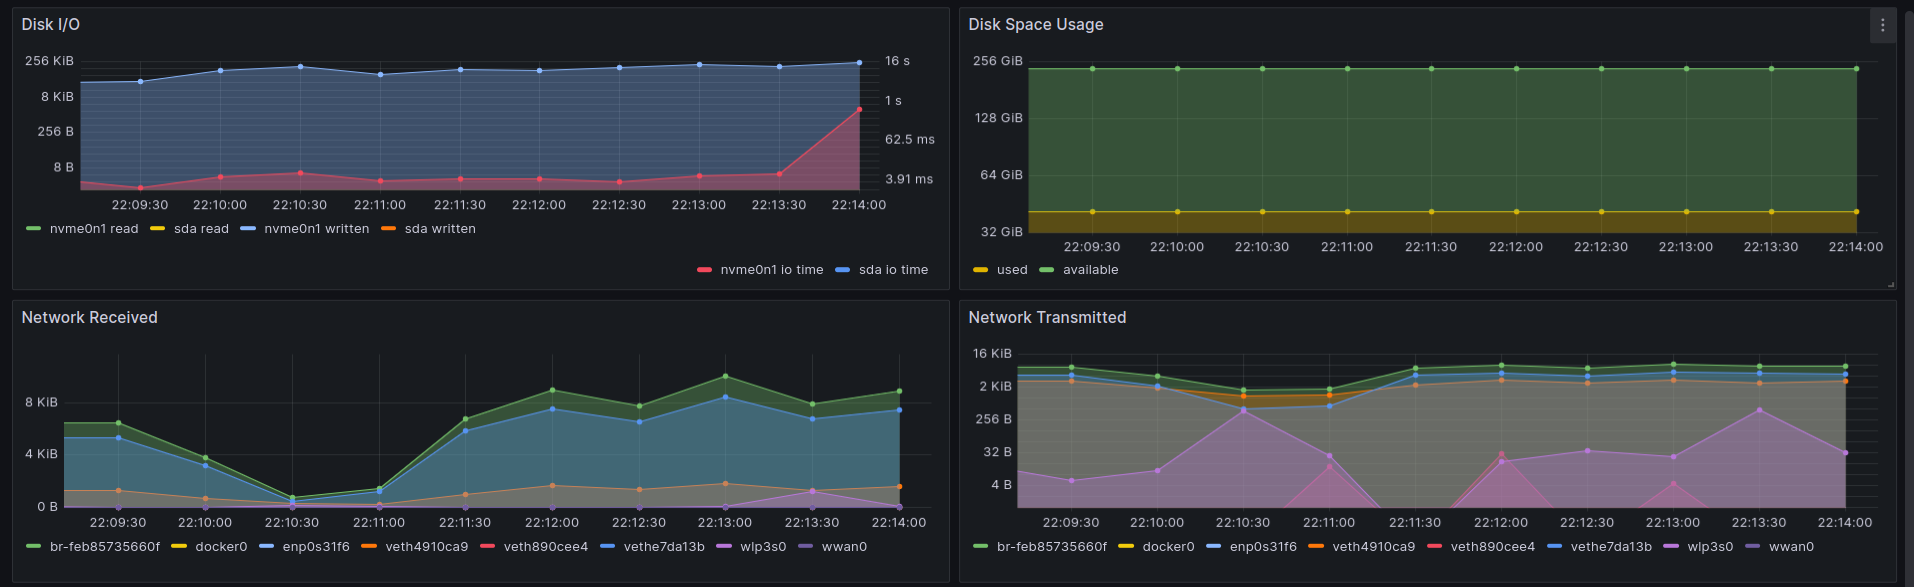 Disk I/O
256 KiB
8 KiB
256 B
8 B
16 s
1 s
62.5 ms
3.91 ms
22:09:30 22:10:00 22:10:30 22:11:00 22:11:30 22:12:00 22:12:30 22:13:00 22:13:30 22:14:00
nvme0n1 read sda read nvme0n1 written sda written
nvme0n1 io time sda io time
Disk Space Usage
256 GiB
128 GiB
64 GiB
32 GiB
22:09:30 22:10:00 22:10:30 22:11:00 22:11:30 22:12:00 22:12:30 22:13:00 22:13:30 22:14:00
used available
Network Received
8 KiB
4 KiB
0 B
22:09:30 22:10:00 22:10:30 22:11:00 22:11:30 22:12:00 22:12:30 22:13:00 22:13:30 22:14:00
br-feb85735660f docker0 enp0s31f6 veth4910ca9 veth890cee4 vethe7da13b wlp3s0 wwan0
Network Transmitted
16 KiB
2 KiB
256 B
32 B
4 B
22:09:30 22:10:00 22:10:30 22:11:00 22:11:30 22:12:00 22:12:30 22:13:00 22:13:30 22:14:00
br-feb85735660f docker0 enp0s31f6 veth4910ca9 veth890cee4 vethe7da13b wlp3s0 wwan0